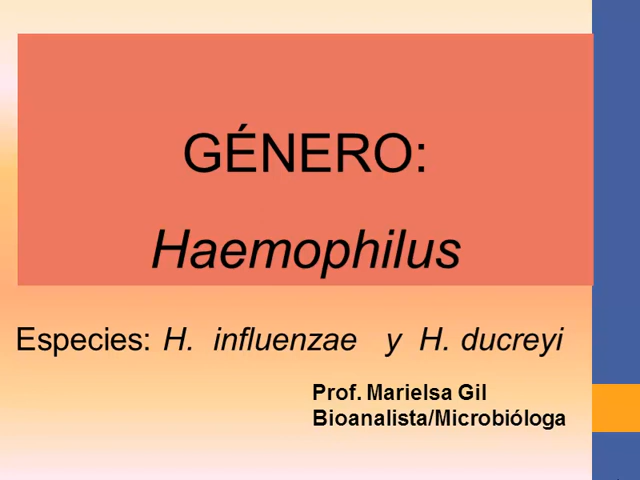 GÉNERO:
Haemophilus
Especies: H. influenzae y H. ducreyi
Prof. Marielsa Gil
Bioanalista/Microbióloga